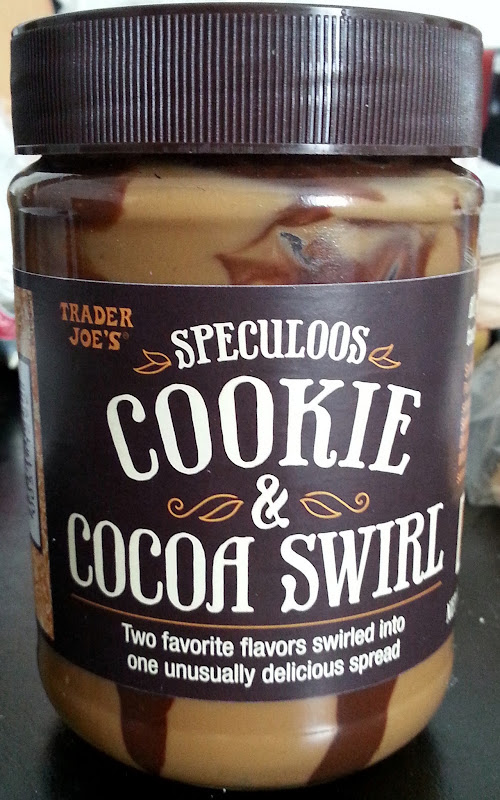 TRADER
JOE'S®
SPECULOOS
COOKIE
&
COCOA SWIRL
Two favorite flavors swirled into
one unusually delicious spread